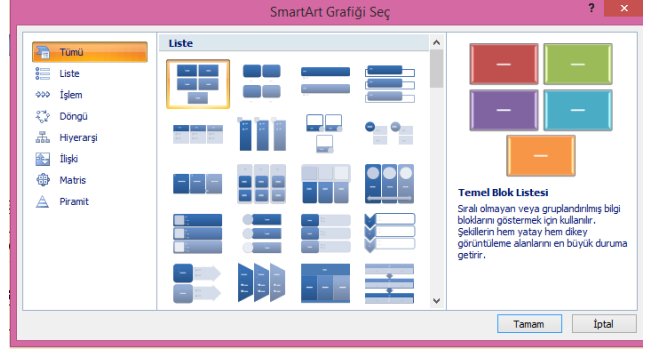 SmartArt Grafiği Seç
Tümü
Liste
İşlem
Döngü
Hiyerarşi
İlişki
Matris
Piramit
Liste
Temel Blok Listesi
Sıralı olmayan veya gruplandırılmış bilgi
bloklarını göstermek için kullanılır.
Şekillerin hem yatay hem dikey
görüntüleme alanlarını en büyük duruma
getirir.
Tamam
İptal